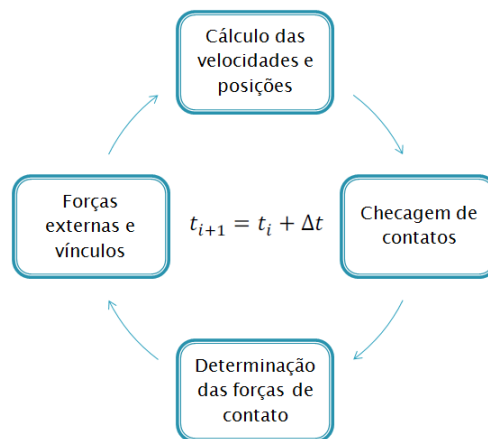 Cálculo das
velocidades e
posições
Forças
externas e
vínculos
t_{i+1} = t_i + Δt
Checagem de
contatos
Determinação
das forças de
contato